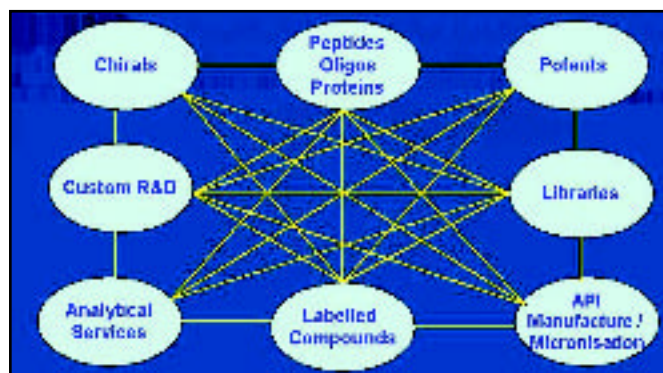 Chirals
Peptides
Oligos
Proteins
Potents
Custom R&D
Libraries
Analytical
Services
Labelled
Compounds
API
Manufacture /
Micronisation